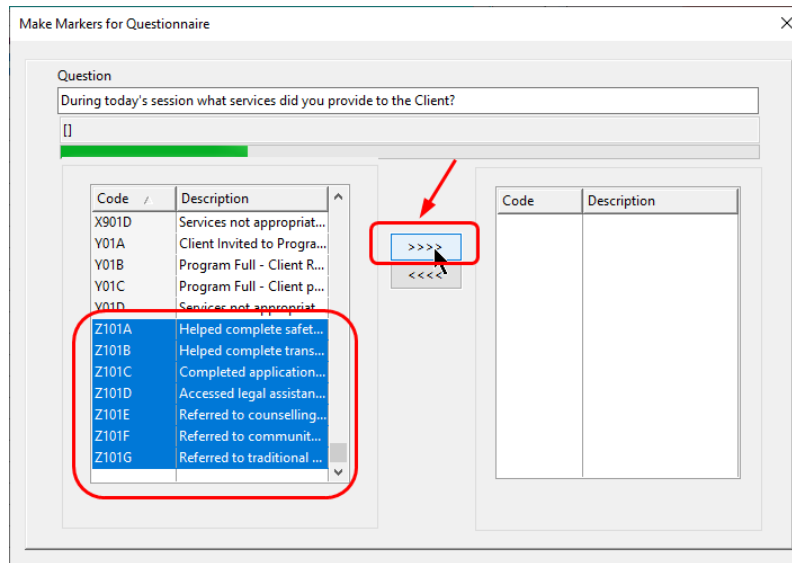 Make Markers for Questionnaire
Question
During today's session what services did you provide to the Client?
[]
Code Description
X901D Services not appropriat...
Y01A Client Invited to Progra...
Y01B Program Full - Client R...
Y01C Program Full - Client p...
Y01D Services not appropriat...
Z101A Helped complete safet...
Z101B Helped complete trans...
Z101C Completed application...
Z101D Accessed legal assistan...
Z101E Referred to counselling...
Z101F Referred to communit...
Z101G Referred to traditional ...
>>>>
<<<<
Code Description